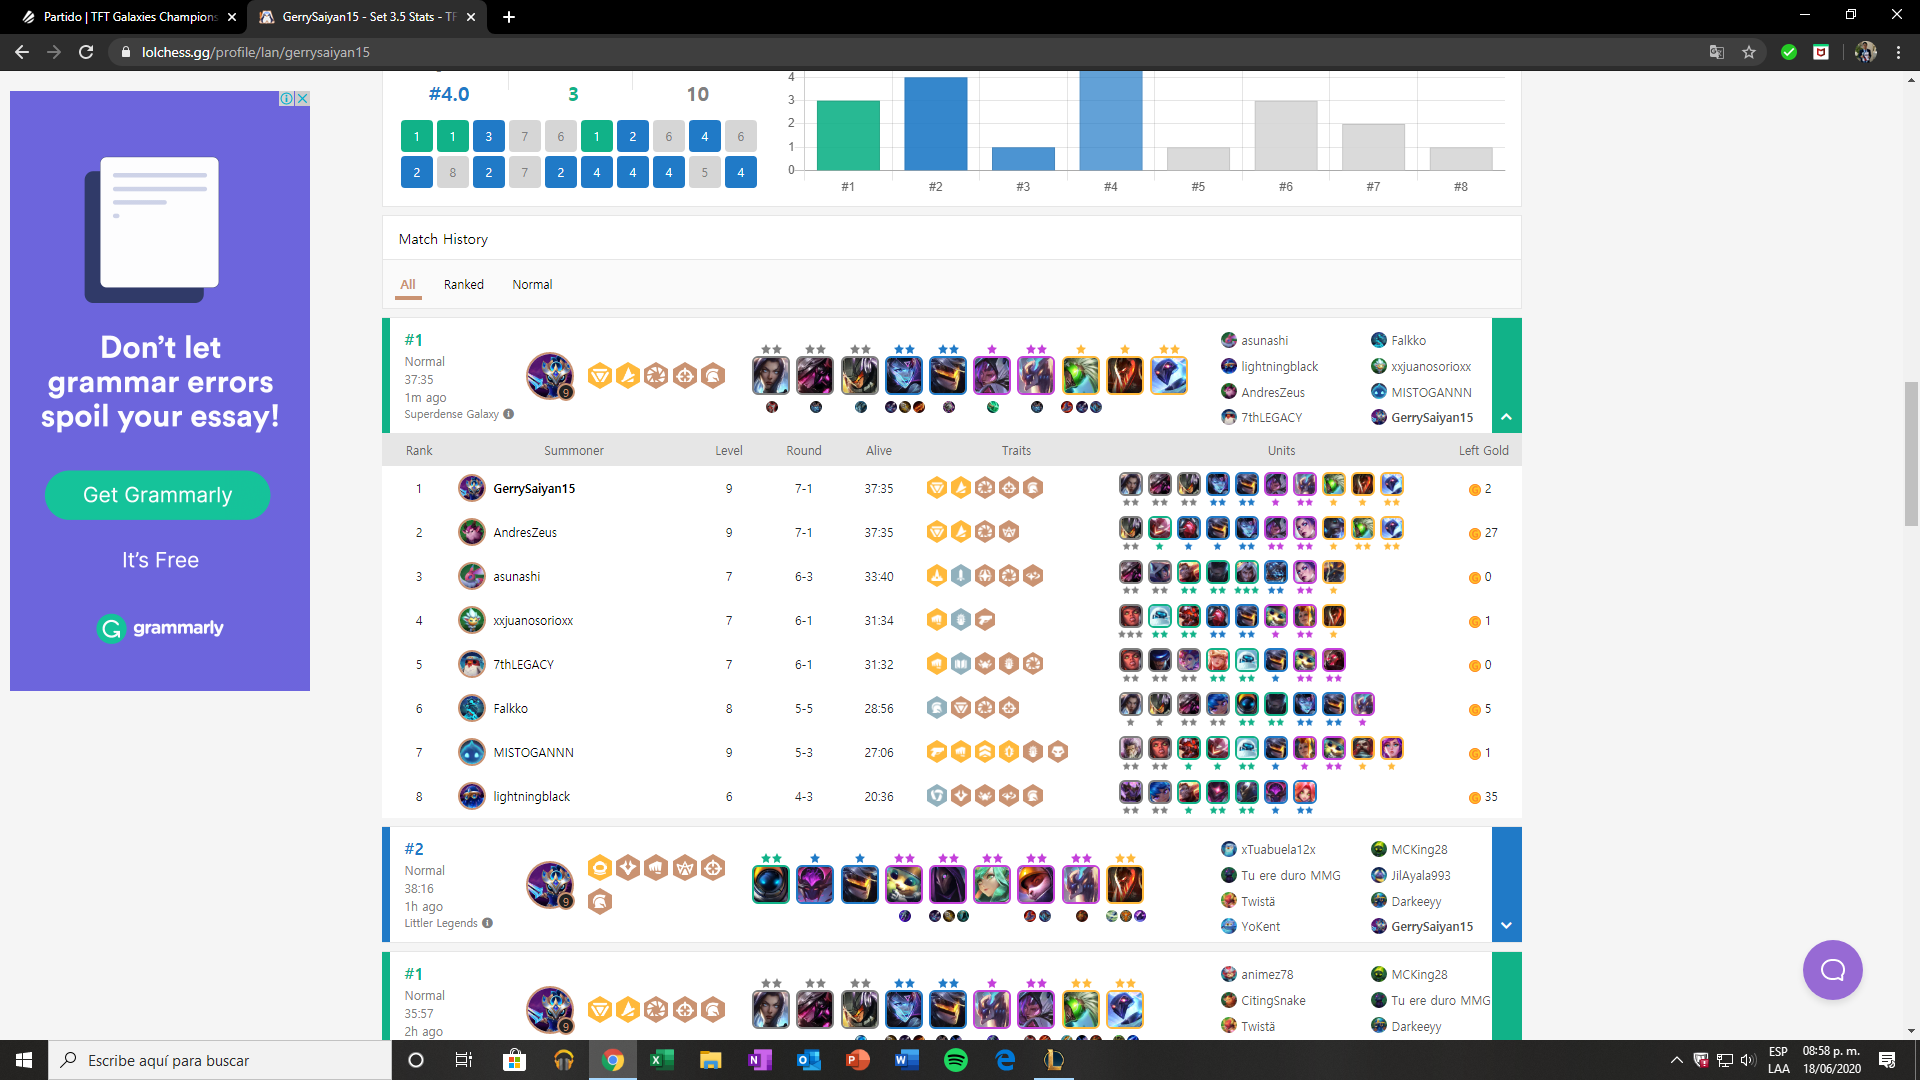 Partido | TFT Galaxies Champions
GerrySaiyan15 - Set 3.5 Stats - TF
lolchess.gg/profile/lan/gerrysaiyan15
#4.0 3 10
1 1 3 7 6 1 2 6 4 6
2 8 2 7 2 4 4 4 5 4
4
3
2
1
0
#1 #2 #3 #4 #5 #6 #7 #8
Don't let
grammar errors
spoil your essay!
Get Grammarly
It's Free
grammarly
Match History
All Ranked Normal
#1
Normal
37:35
1m ago
Superdense Galaxy
9
asunashi Falkko
lightningblack xxjuanosorioxx
AndresZeus MISTOGANNN
7thLEGACY GerrySaiyan15
Rank Summoner Level Round Alive Traits Units Left Gold
1 GerrySaiyan15 9 7-1 37:35 2
2 AndresZeus 9 7-1 37:35 27
3 asunashi 7 6-3 33:40 0
4 xxjuanosorioxx 7 6-1 31:34 1
5 7thLEGACY 7 6-1 31:32 0
6 Falkko 8 5-5 28:56 5
7 MISTOGANNN 9 5-3 27:06 1
8 lightningblack 6 4-3 20:36 35
#2
Normal
38:16
1h ago
Littler Legends
9
xTuabuela12x MCKing28
Tu ere duro MMG JilAyala993
Twistä Darkeeyy
YoKent GerrySaiyan15
#1
Normal
35:57
2h ago
9
animez78 MCKing28
CitingSnake Tu ere duro MMG
Twistä Darkeeyy
Escribe aquí para buscar
ESP
LAA
08:58 p. m.
18/06/2020